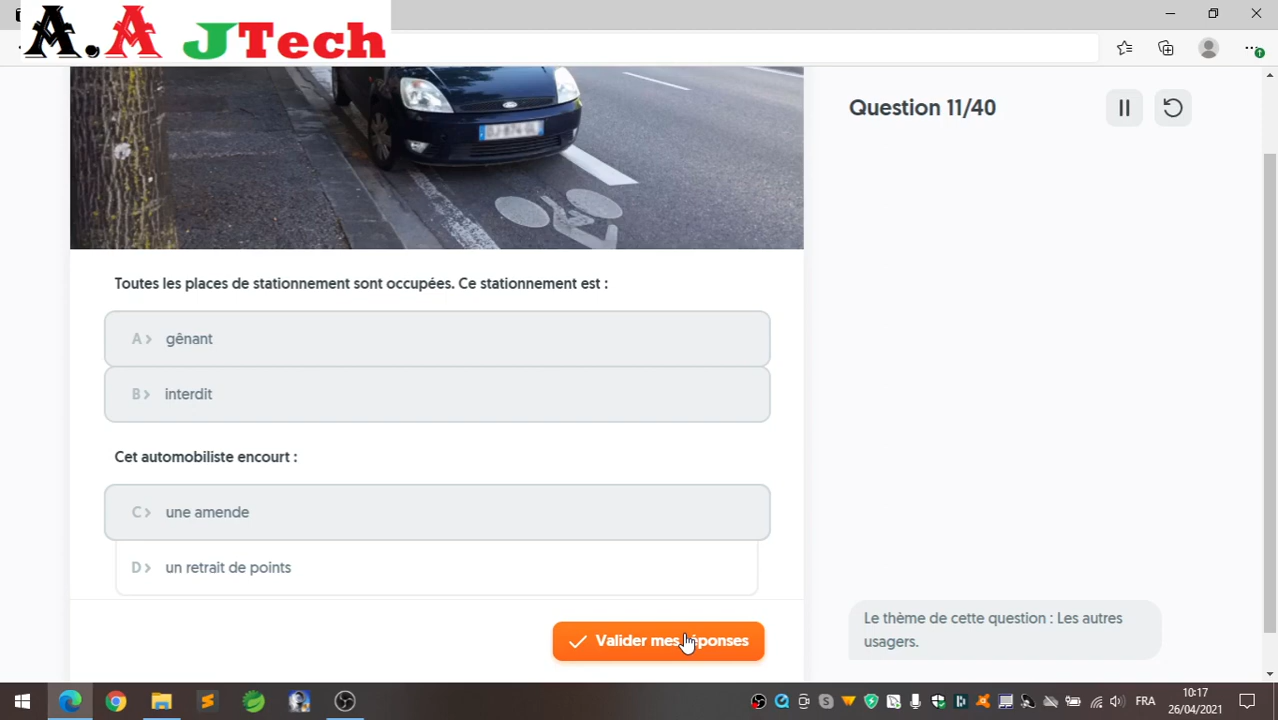 A.A JTech
Question 11/40
Toutes les places de stationnement sont occupées. Ce stationnement est :
A > gênant
B > interdit
Cet automobiliste encourt :
C > une amende
D > un retrait de points
Valider mes réponses
Le thème de cette question : Les autres
usagers.
FRA
10:17
26/04/2021